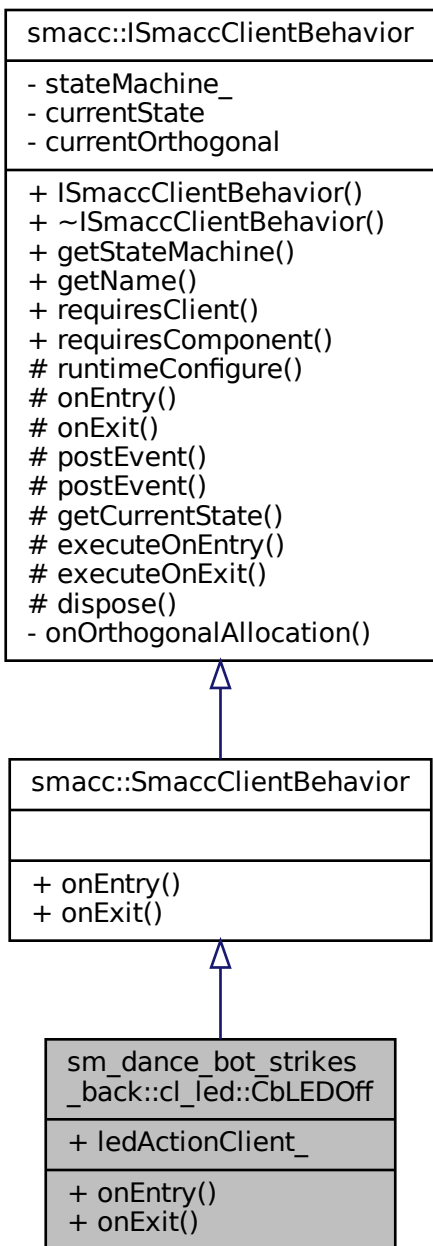 smacc::ISmaccClientBehavior
- stateMachine_
- currentState
- currentOrthogonal
+ ISmaccClientBehavior()
+ ~ISmaccClientBehavior()
+ getStateMachine()
+ getName()
+ requiresClient()
+ requiresComponent()
# runtimeConfigure()
# onEntry()
# onExit()
# postEvent()
# postEvent()
# getCurrentState()
# executeOnEntry()
# executeOnExit()
# dispose()
- onOrthogonalAllocation()
smacc::SmaccClientBehavior
+ onEntry()
+ onExit()
sm_dance_bot_strikes
_back::cl_led::CbLEDOff
+ ledActionClient_
+ onEntry()
+ onExit()